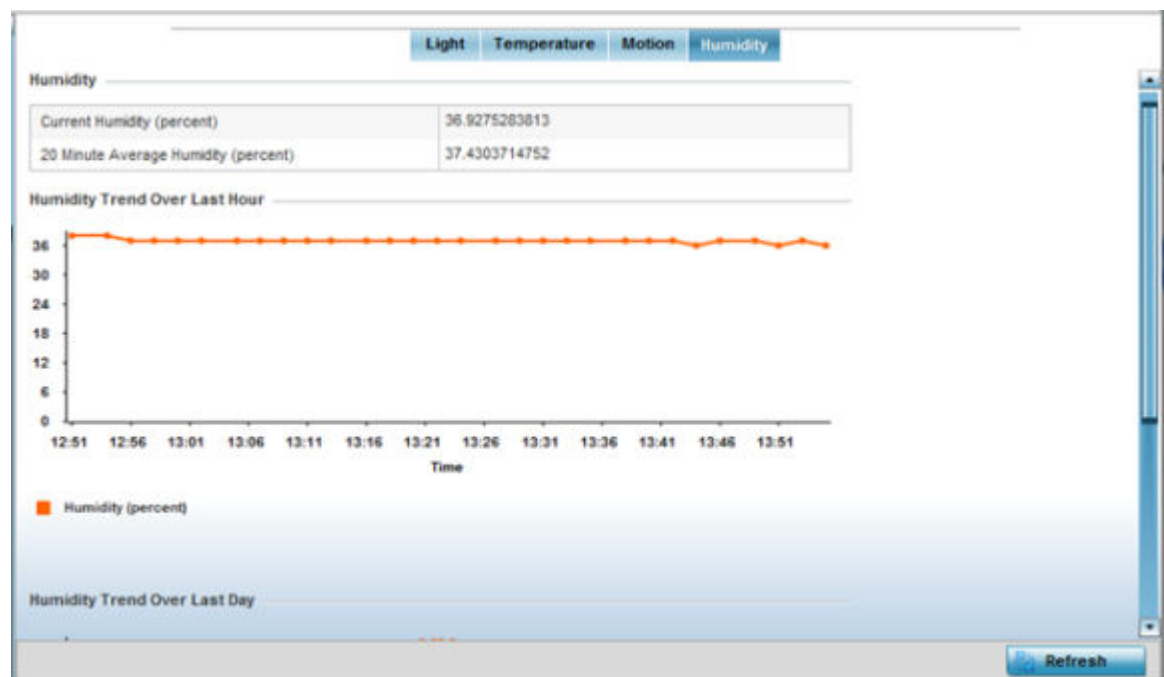 Light Temperature Motion Humidity
Humidity
Current Humidity (percent) 36.9275283813
20 Minute Average Humidity (percent) 37.4303714752
Humidity Trend Over Last Hour
36
30
24
18
12
6
0
12:51 12:56 13:01 13:06 13:11 13:16 13:21 13:26 13:31 13:36 13:41 13:46 13:51
Time
Humidity (percent)
Humidity Trend Over Last Day
Refresh